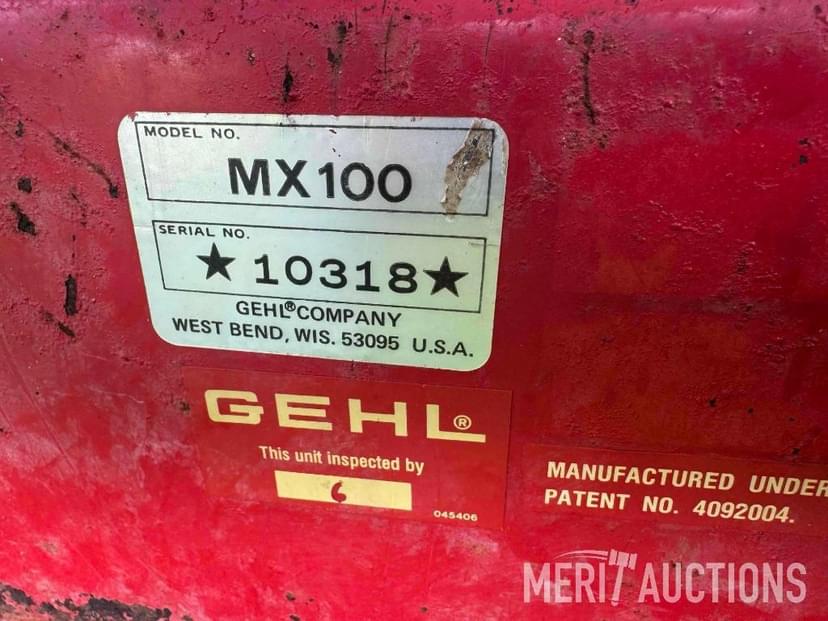 MODEL NO.
MX100
SERIAL NO.
★10318★
GEHL® COMPANY
WEST BEND, WIS. 53095 U.S.A.
GEHL®
This unit inspected by
6
045406
MANUFACTURED UNDER
PATENT NO. 4092004.
MERIT AUCTIONS